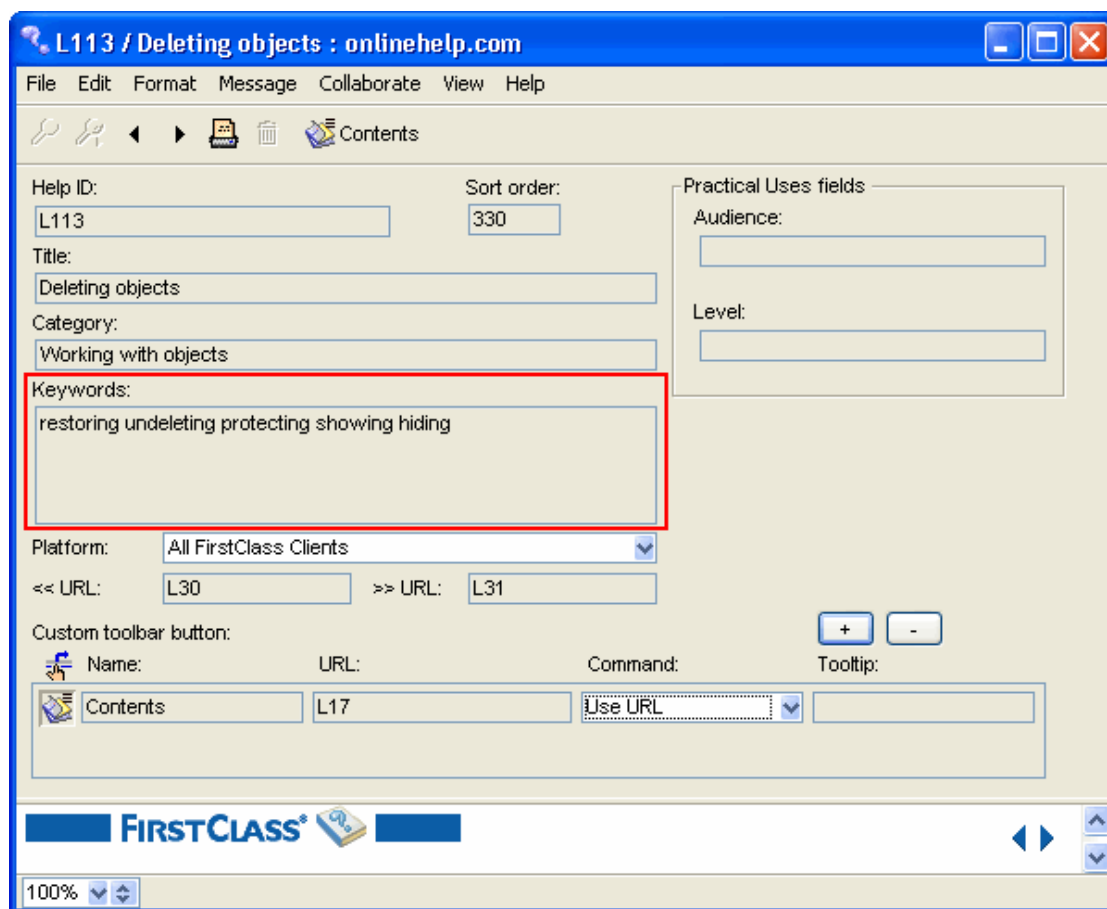 L113 / Deleting objects : onlinehelp.com
File Edit Format Message Collaborate View Help
Contents
Help ID:
L113
Sort order:
330
Title:
Deleting objects
Category:
Working with objects
Keywords:
restoring undeleting protecting showing hiding
Practical Uses fields
Audience:
Level:
Platform: All FirstClass Clients
<< URL: L30 >> URL: L31
Custom toolbar button:
+ -
Name: URL: Command: Tooltip:
Contents L17 Use URL
FIRSTCLASS®
100%